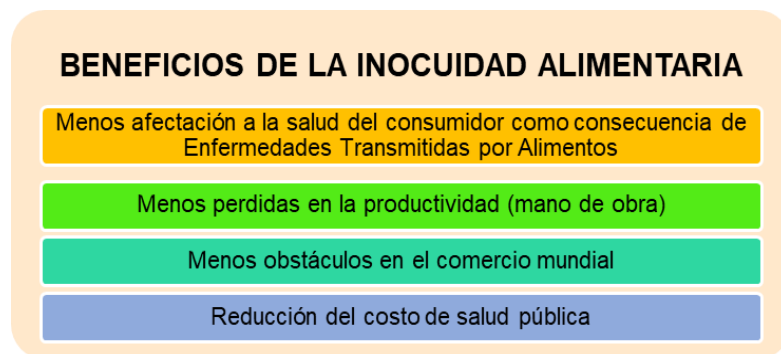 BENEFICIOS DE LA INOCUIDAD ALIMENTARIA
Menos afectación a la salud del consumidor como consecuencia de
Enfermedades Transmitidas por Alimentos
Menos perdidas en la productividad (mano de obra)
Menos obstáculos en el comercio mundial
Reducción del costo de salud pública